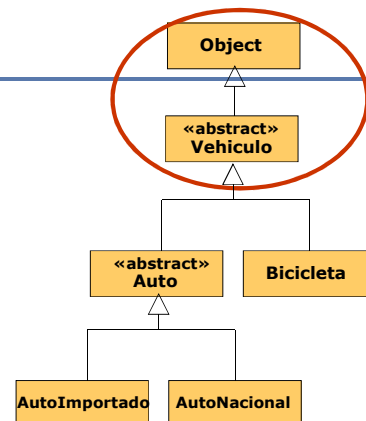 Object
«abstract»
Vehiculo
«abstract»
Auto
Bicicleta
AutoImportado
AutoNacional